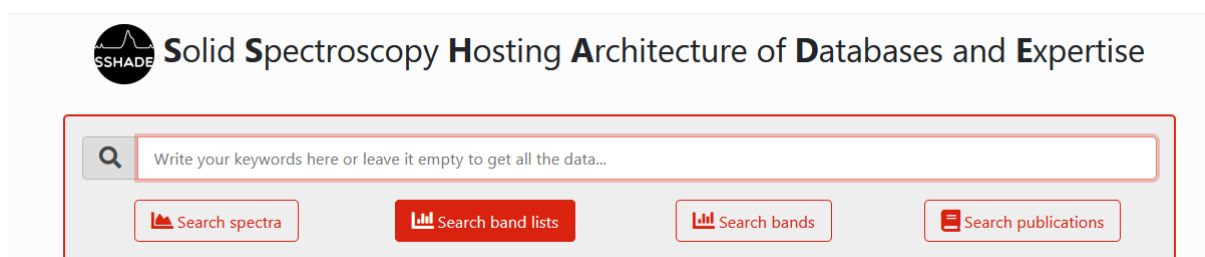 SSHADE
Solid Spectroscopy Hosting Architecture of Databases and Expertise
Write your keywords here or leave it empty to get all the data...
Search spectra
Search band lists
Search bands
Search publications